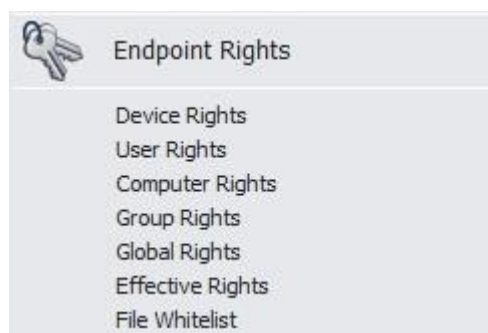 Endpoint Rights
Device Rights
User Rights
Computer Rights
Group Rights
Global Rights
Effective Rights
File Whitelist